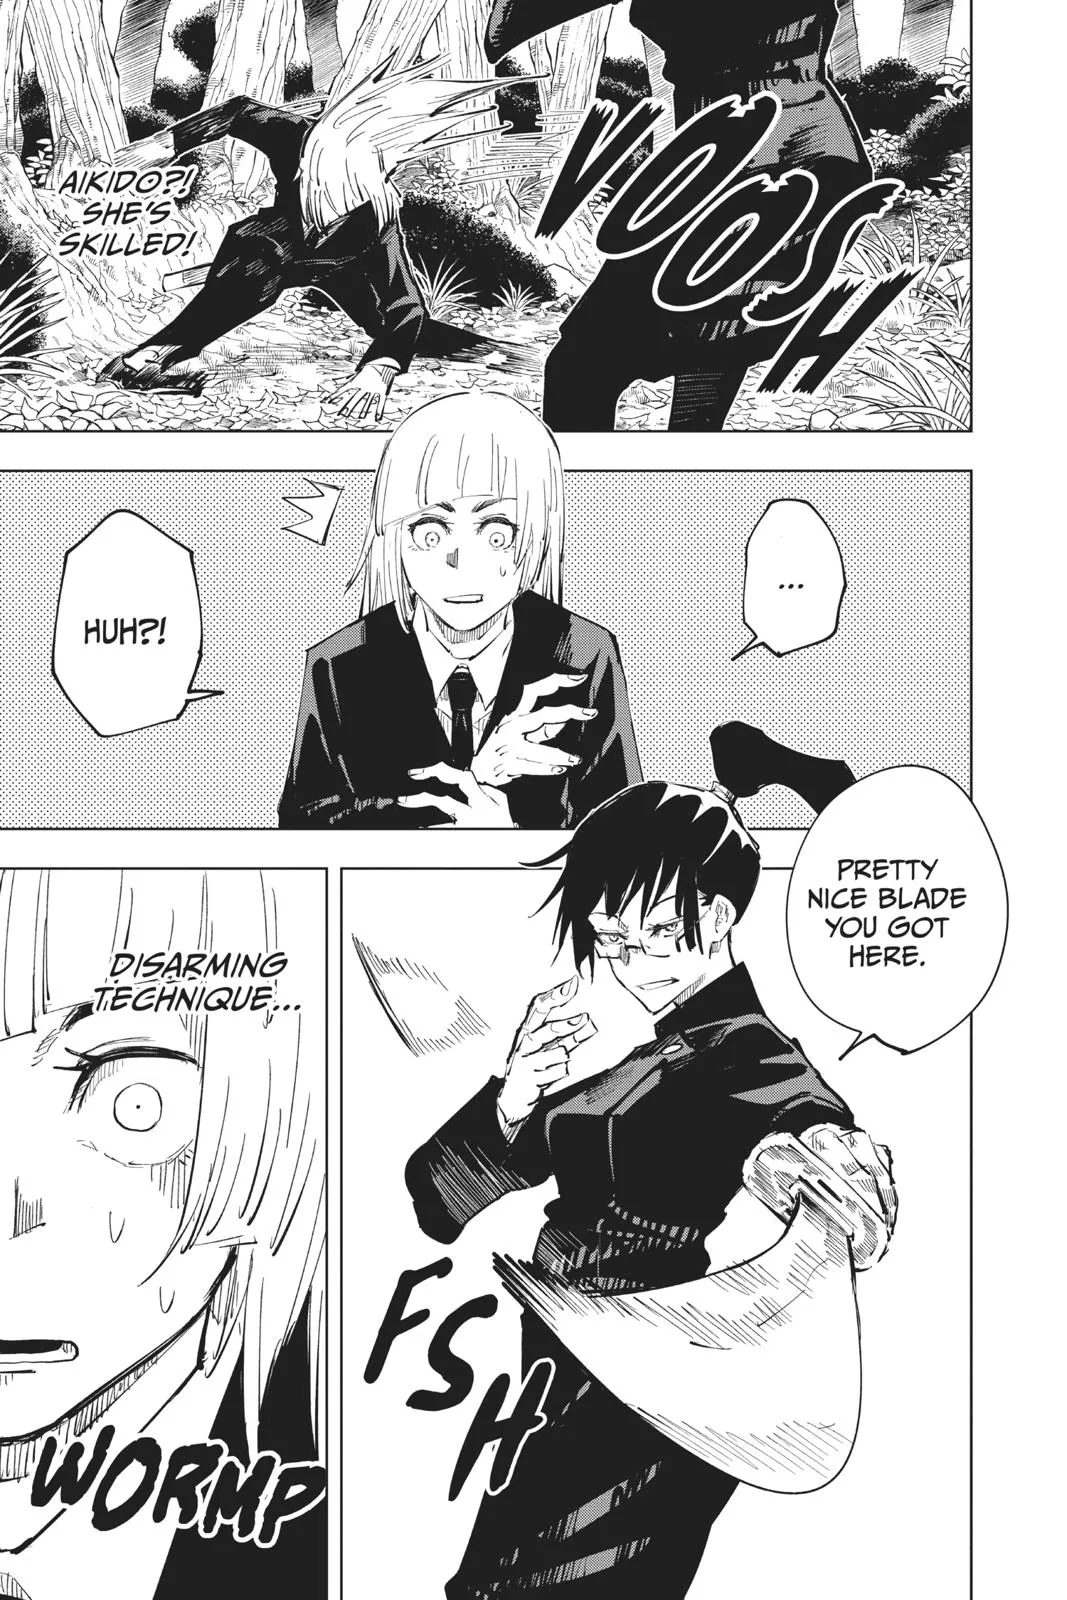 VOOSH
AIKIDO?!
SHE'S
SKILLED!
...
HUH?!
PRETTY
NICE BLADE
YOU GOT
HERE.
FSH
DISARMING
TECHNIQUE...
WORMP